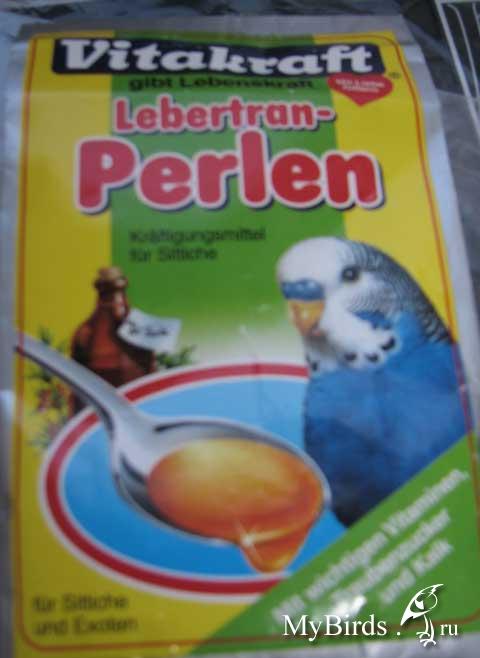 Vitakraft
®
gibt Lebenskraft
Lebertran-
Perlen
Kräftigungsmittel
für Sittiche
Mit wichtigen Vitaminen,
Traubenzucker
und Kalk
für Sittiche
und Exoten
MyBirds.ru